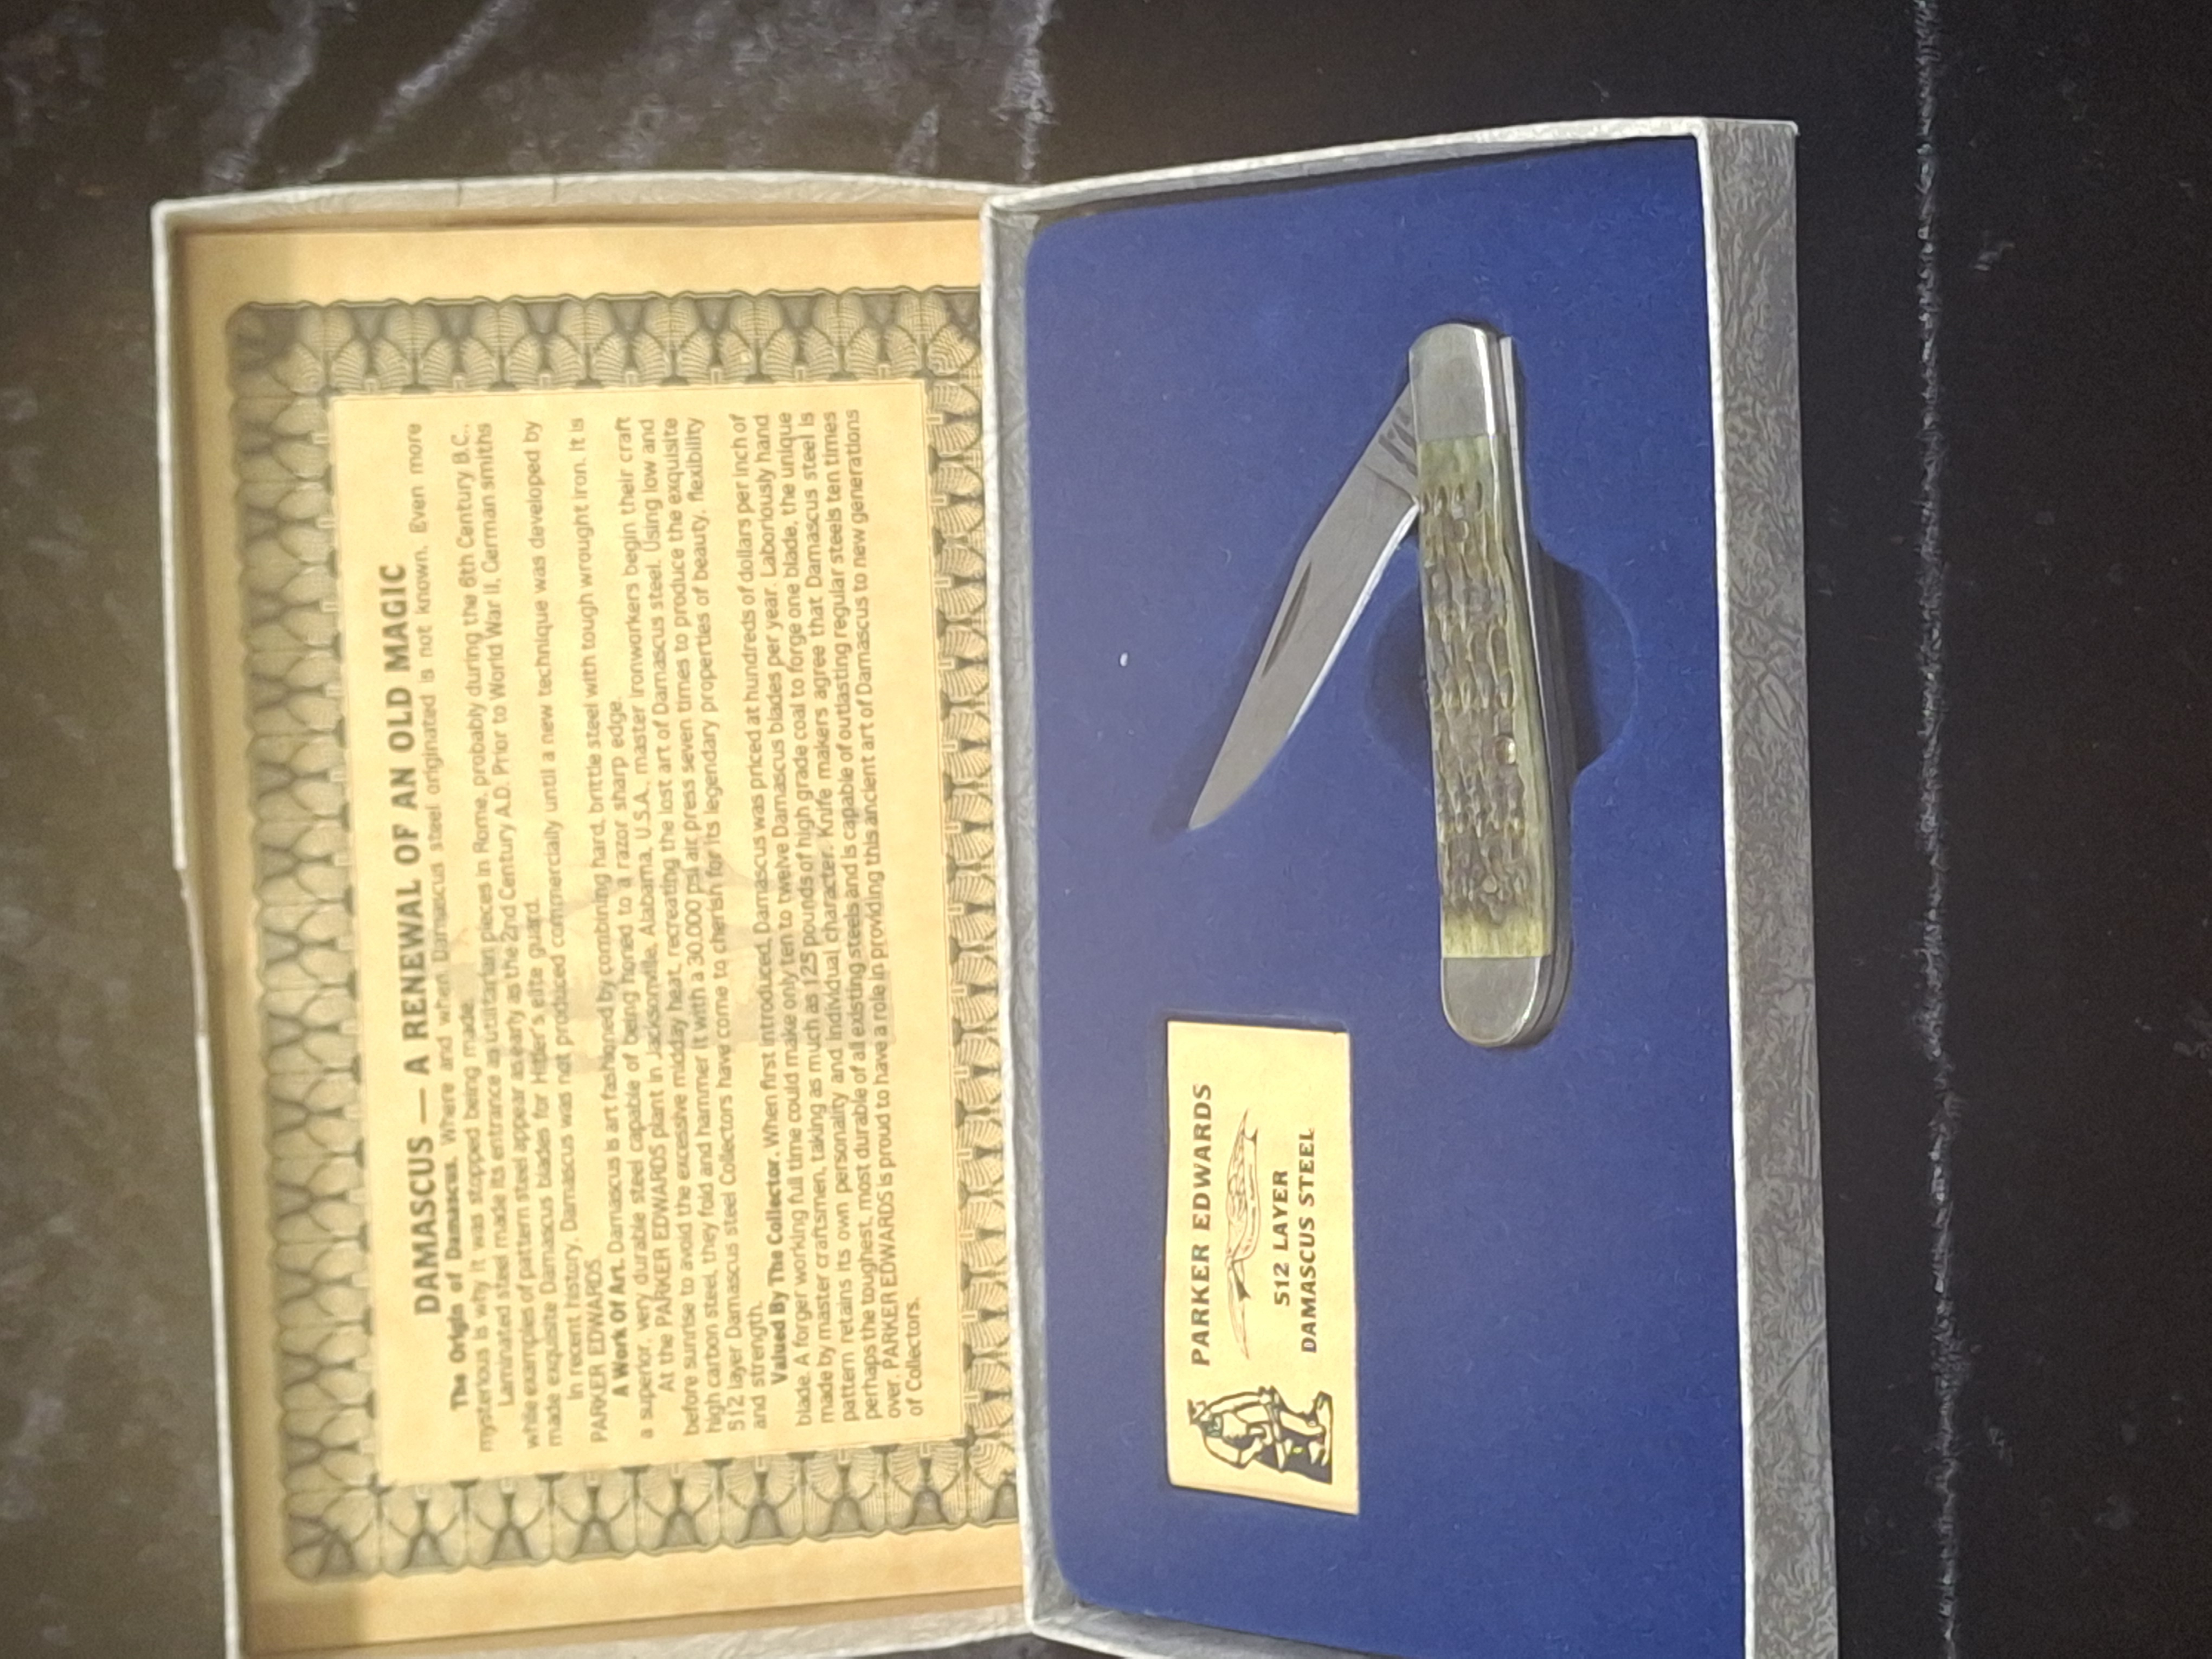 DAMASCUS — A RENEWAL OF AN OLD MAGIC
The Origin of Damascus. Where and when Damascus steel originated is not known. Even more
mysterious is why it was stopped being made.
Laminated steel made its entrance as utilitarian pieces in Rome, probably during the 6th Century B.C.,
while examples of pattern steel appear as early as the 2nd Century A.D. Prior to World War II, German smiths
made exquisite Damascus blades for Hitler's elite guard.
In recent history, Damascus was not produced commercially until a new technique was developed by
PARKER EDWARDS.
A Work Of Art. Damascus is art fashioned by combining hard, brittle steel with tough wrought iron. It is
a superior, very durable steel capable of being honed to a razor sharp edge.
At the PARKER EDWARDS plant in Jacksonville, Alabama, U.S.A., master ironworkers begin their craft
before sunrise to avoid the excessive midday heat, recreating the lost art of Damascus steel. Using low and
high carbon steel, they fold and hammer it with a 30,000 psi air press seven times to produce the exquisite
512 layer Damascus steel Collectors have come to cherish for its legendary properties of beauty, flexibility
and strength.
Valued By The Collector. When first introduced, Damascus was priced at hundreds of dollars per inch of
blade. A forger working full time could make only ten to twelve Damascus blades per year. Laboriously hand
made by master craftsmen, taking as much as 125 pounds of high grade coal to forge one blade, the unique
pattern retains its own personality and individual character. Knife makers agree that Damascus steel is
perhaps the toughest, most durable of all existing steels and is capable of outlasting regular steels ten times
over. PARKER EDWARDS is proud to have a role in providing this ancient art of Damascus to new generations
of Collectors.
PARKER EDWARDS
512 LAYER
DAMASCUS STEEL